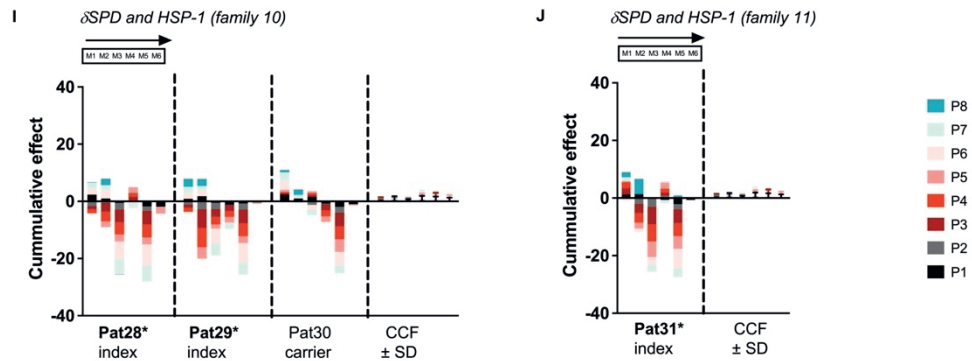 I
δSPD and HSP-1 (family 10)
M1 M2 M3 M4 M5 M6
Cummulative effect
40
20
0
-20
-40
Pat28*
index
Pat29*
index
Pat30
carrier
CCF
± SD
J
δSPD and HSP-1 (family 11)
M1 M2 M3 M4 M5 M6
Cummulative effect
40
20
0
-20
-40
Pat31*
index
CCF
± SD
P8
P7
P6
P5
P4
P3
P2
P1